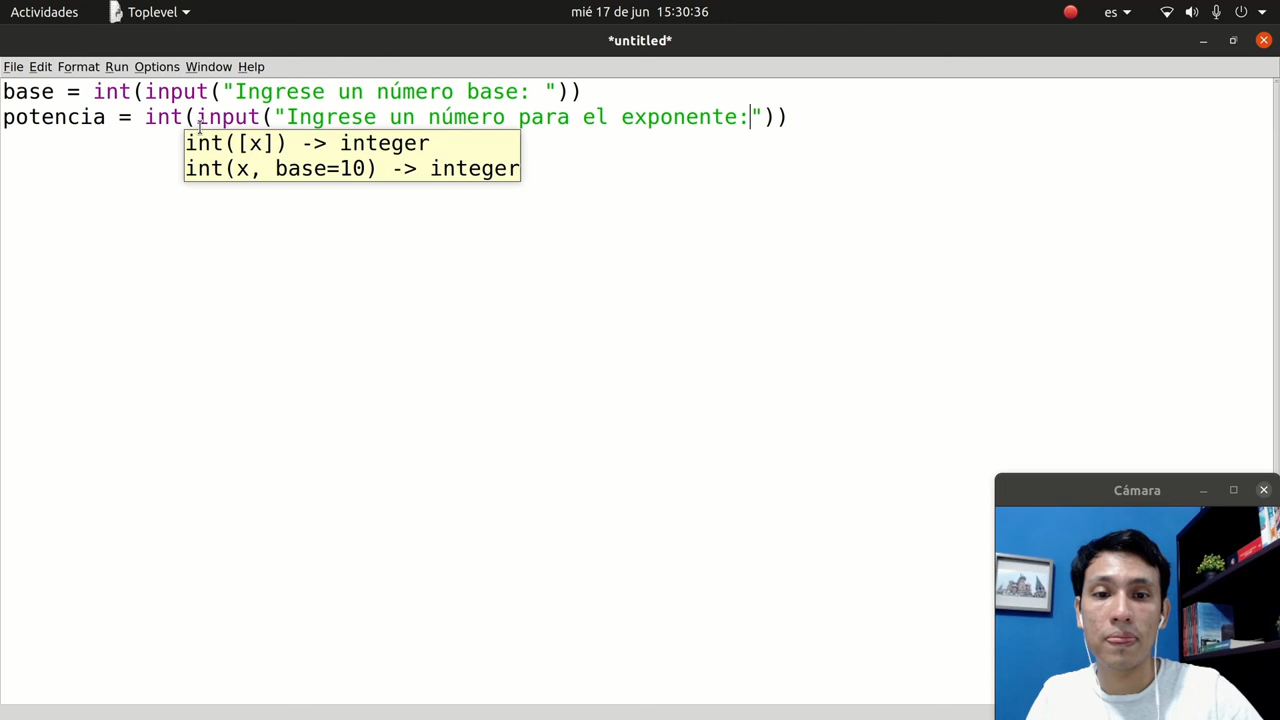 Actividades
Toplevel
mié 17 de jun 15:30:36
es
*untitled*
File Edit Format Run Options Window Help
base = int(input("Ingrese un número base: "))
potencia = int(input("Ingrese un número para el exponente:"))
int([x]) -> integer
int(x, base=10) -> integer
Cámara